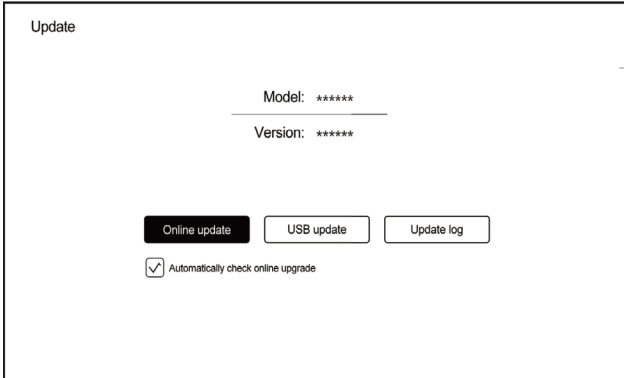 Update
Model: ******
Version: ******
Online update USB update Update log
Automatically check online upgrade